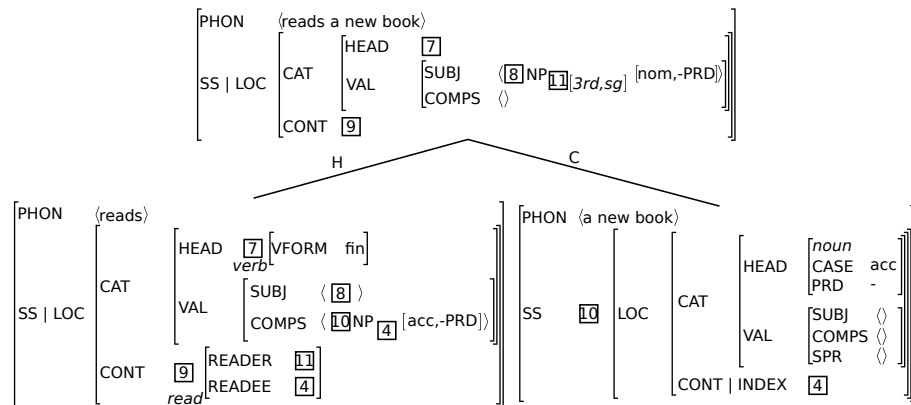 PHON ⟨reads a new book⟩
HEAD 7
CAT
SUBJ ⟨ 8 NP 11 [3rd,sg] [nom,-PRD]⟩
SS | LOC
VAL
COMPS ⟨⟩
CONT 9
H C
PHON ⟨reads⟩
HEAD 7 VFORM fin
verb
CAT
SUBJ ⟨ 8 ⟩
VAL
COMPS ⟨ 10 NP 4 [acc,-PRD]⟩
SS | LOC
READER 11
CONT 9
READEE 4
read
PHON ⟨a new book⟩
noun
HEAD CASE acc
PRD -
CAT
SS 10 LOC
SUBJ ⟨⟩
VAL COMPS ⟨⟩
SPR ⟨⟩
CONT | INDEX 4